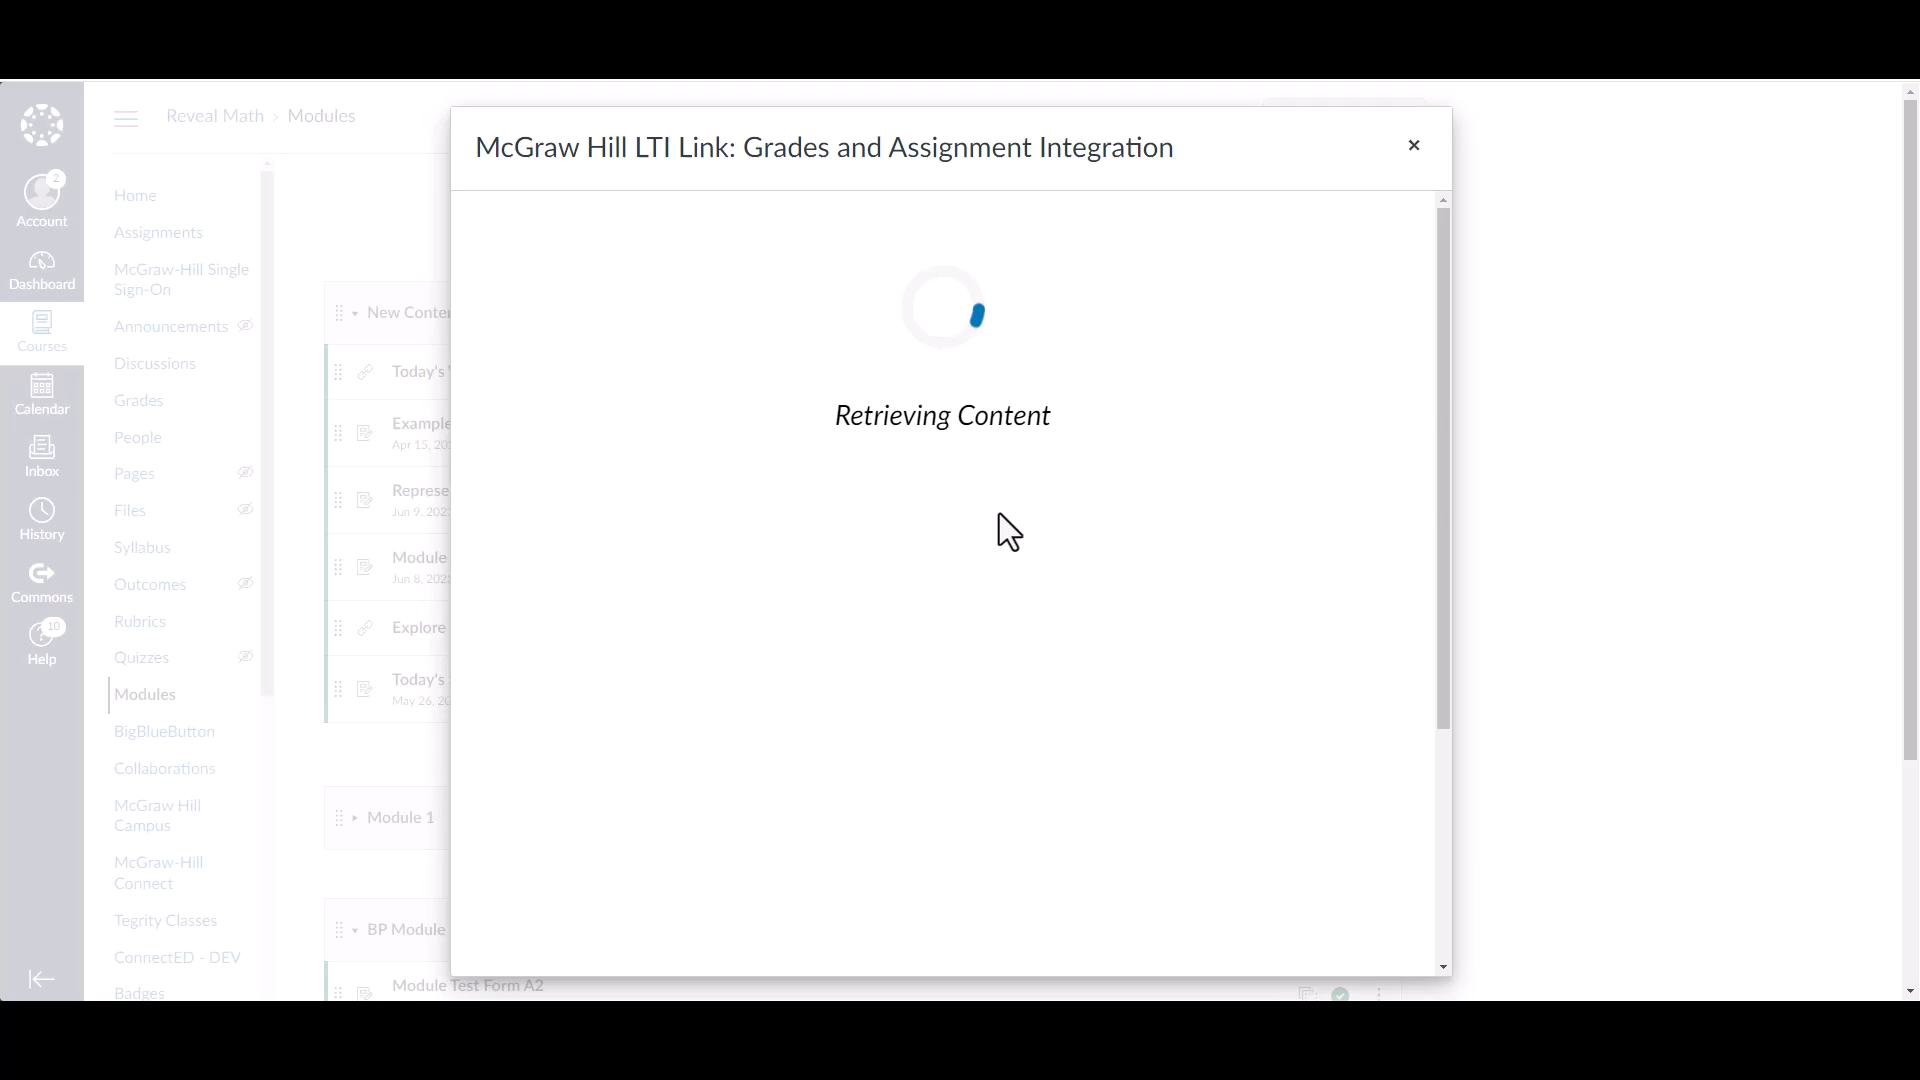 Reveal Math › Modules
McGraw Hill LTI Link: Grades and Assignment Integration
×
2
Account
Dashboard
Courses
Calendar
Inbox
History
Commons
10
Help
Home
Assignments
McGraw-Hill Single
Sign-On
Announcements
Discussions
Grades
People
Pages
Files
Syllabus
Outcomes
Rubrics
Quizzes
Modules
BigBlueButton
Collaborations
McGraw Hill
Campus
McGraw-Hill
Connect
Tegrity Classes
ConnectED - DEV
Badges
New Conte
Today's
Example
Apr 15, 20
Represe
Jun 9, 202
Module
Jun 8, 202
Explore
Today's
May 26, 20
Module 1
BP Module
Module Test Form A2
Retrieving Content